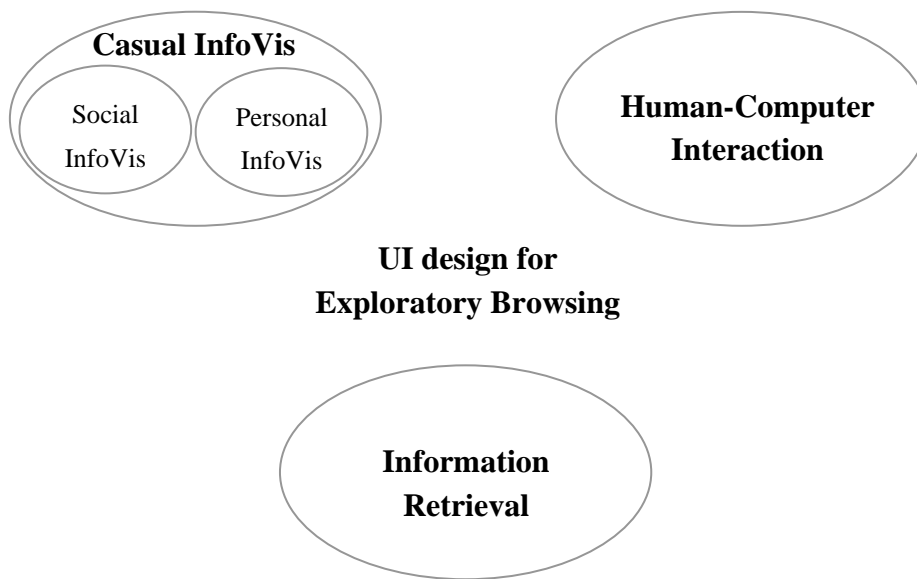 Casual InfoVis
Social
InfoVis
Personal
InfoVis
Human-Computer
Interaction
UI design for
Exploratory Browsing
Information
Retrieval